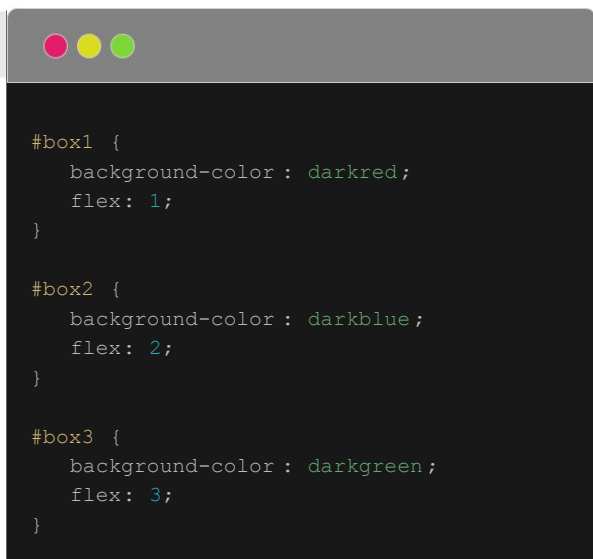 #box1 {
background-color: darkred;
flex: 1;
}
#box2 {
background-color: darkblue;
flex: 2;
}
#box3 {
background-color: darkgreen;
flex: 3;
}